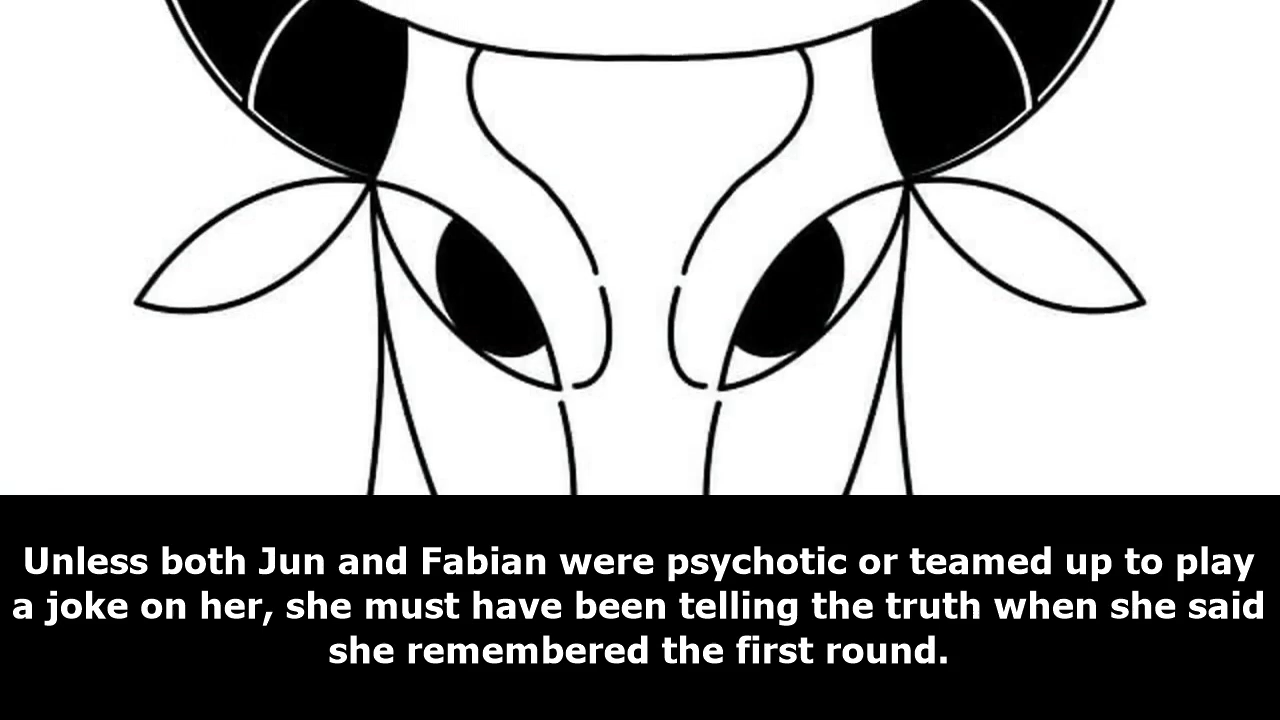 Unless both Jun and Fabian were psychotic or teamed up to play
a joke on her, she must have been telling the truth when she said
she remembered the first round.